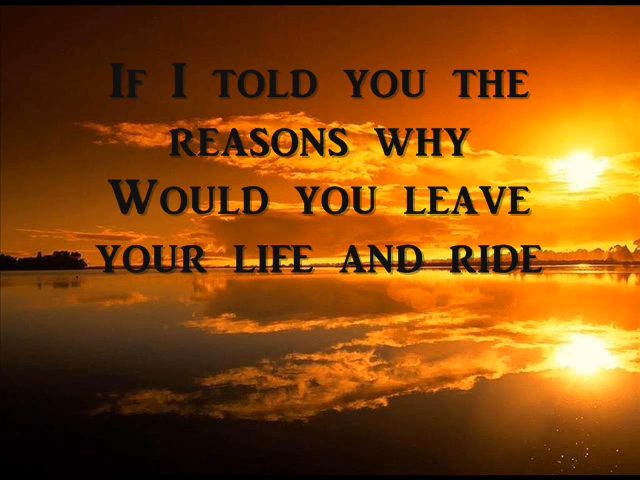 If I told you the
reasons why
Would you leave
your life and ride